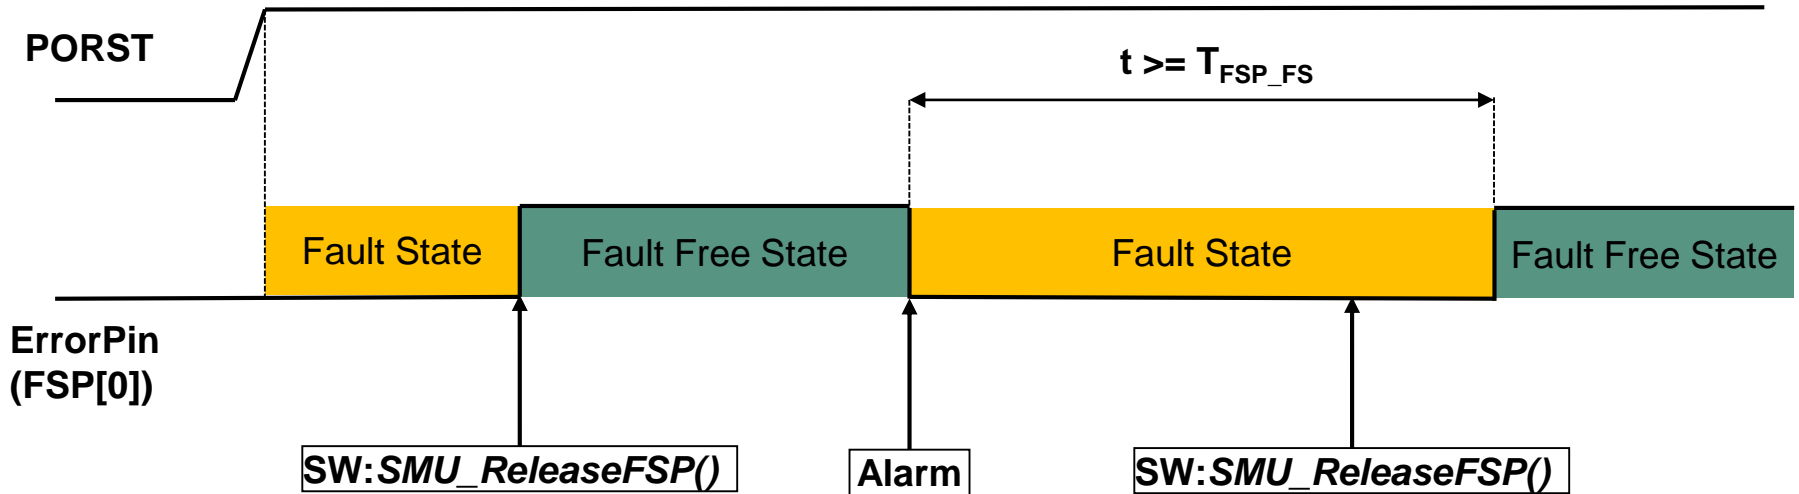 PORST
t >= TFSP_FS
Fault State
Fault Free State
Fault State
Fault Free State
ErrorPin
(FSP[0])
SW:SMU_ReleaseFSP()
Alarm
SW:SMU_ReleaseFSP()